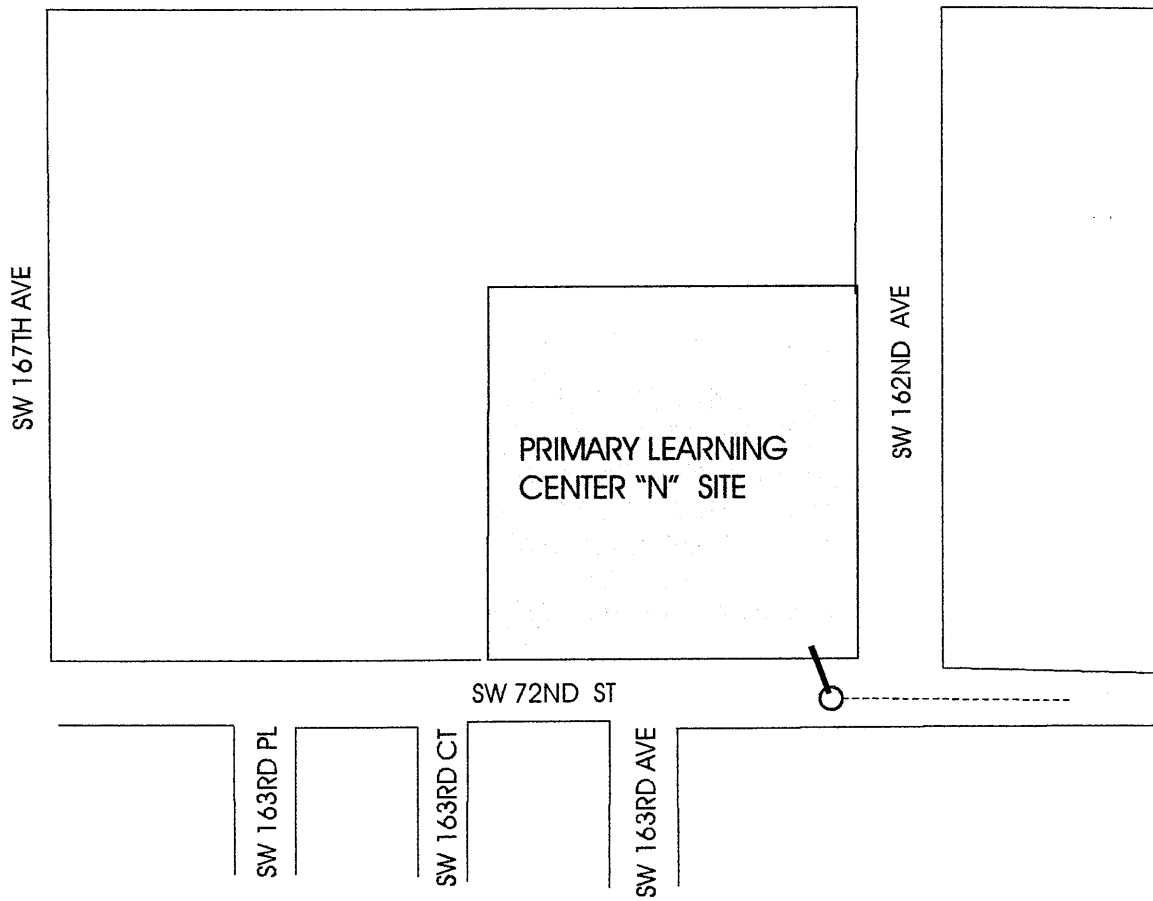 SW 167TH AVE
SW 162ND AVE
PRIMARY LEARNING
CENTER "N" SITE
SW 72ND ST
SW 163RD PL
SW 163RD CT
SW 163RD AVE